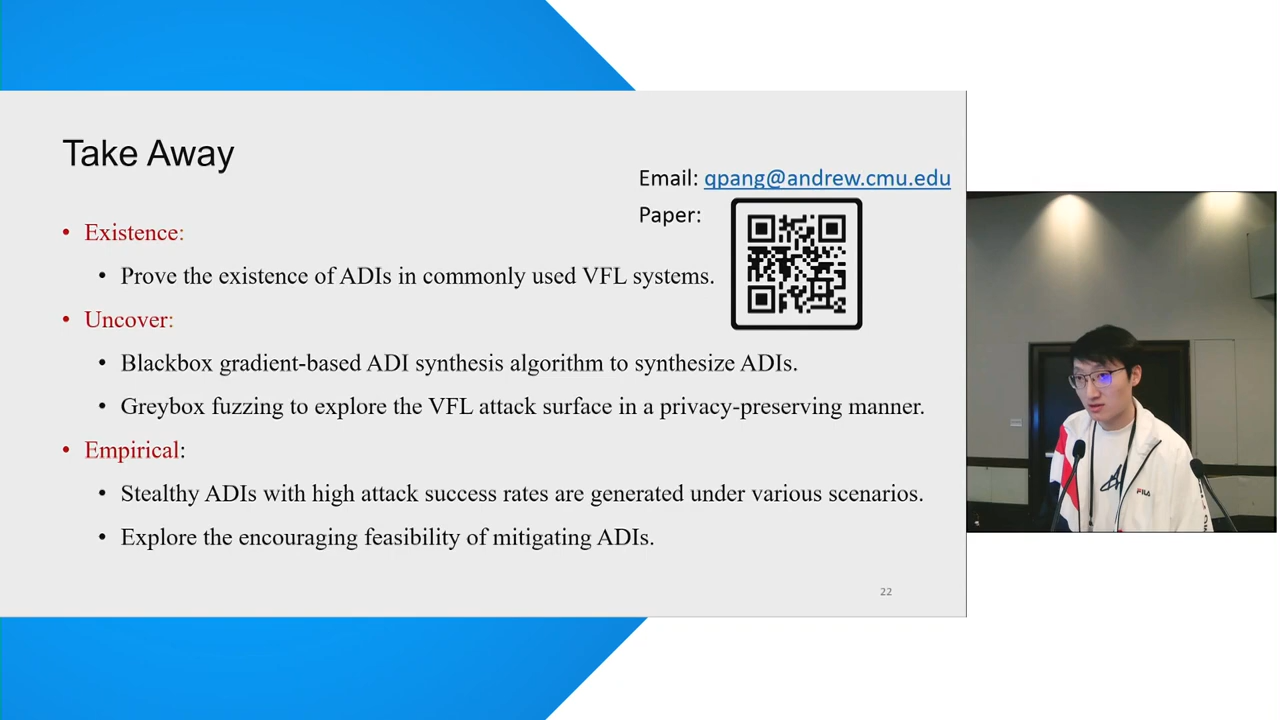 Take Away
Email: qpang@andrew.cmu.edu
Paper:
• Existence:
• Prove the existence of ADIs in commonly used VFL systems.
• Uncover:
• Blackbox gradient-based ADI synthesis algorithm to synthesize ADIs.
• Greybox fuzzing to explore the VFL attack surface in a privacy-preserving manner.
• Empirical:
• Stealthy ADIs with high attack success rates are generated under various scenarios.
• Explore the encouraging feasibility of mitigating ADIs.
22
FILA